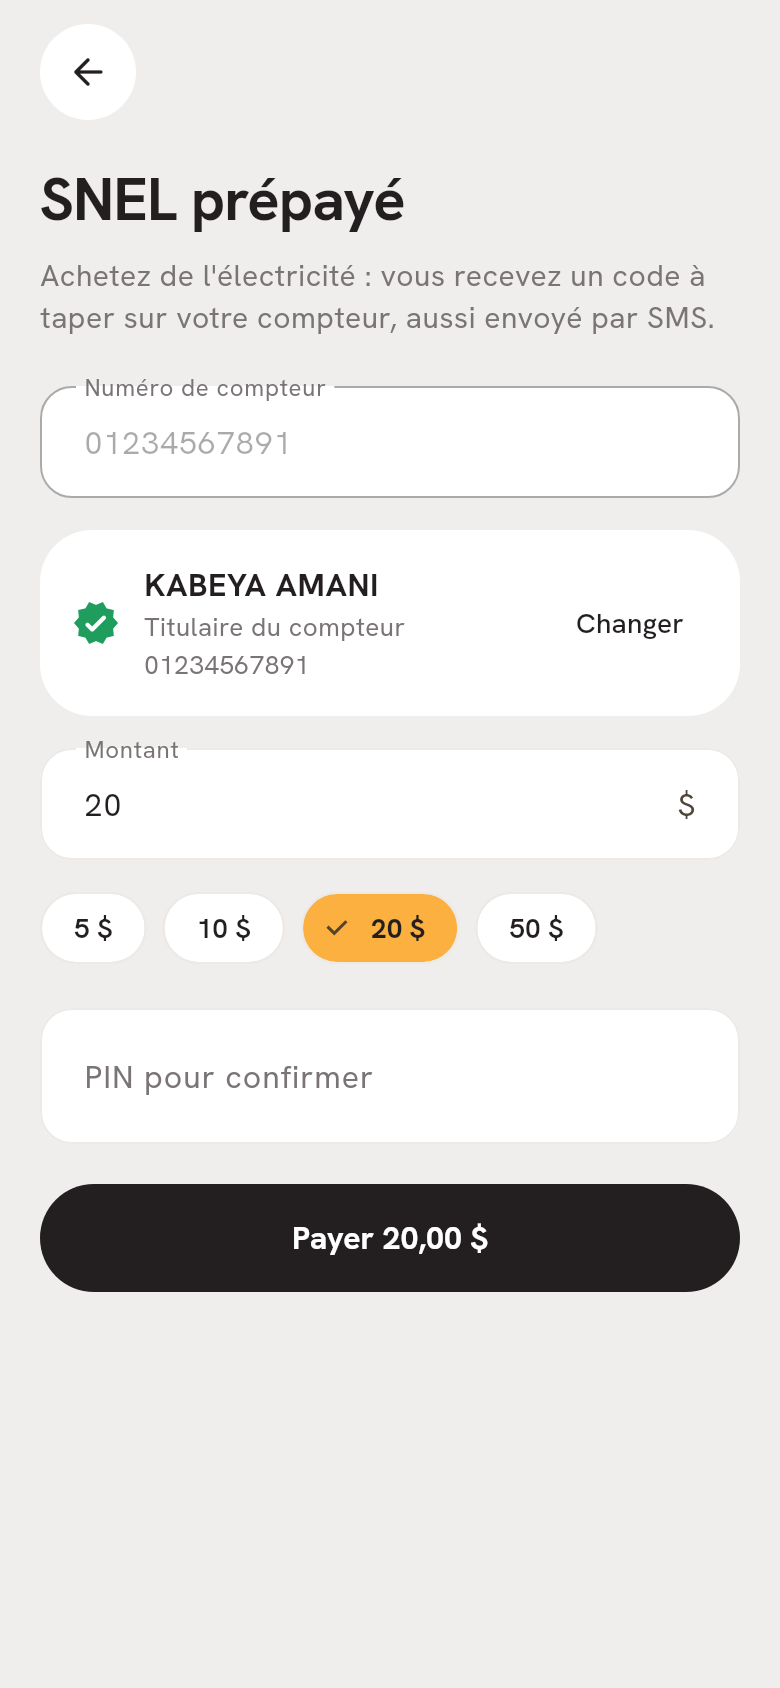 SNEL prépayé
Achetez de l'électricité : vous recevez un code à
taper sur votre compteur, aussi envoyé par SMS.
Numéro de compteur
01234567891
KABEYA AMANI
Titulaire du compteur
01234567891
Changer
Montant
20 $
5 $ 10 $ 20 $ 50 $
PIN pour confirmer
Payer 20,00 $